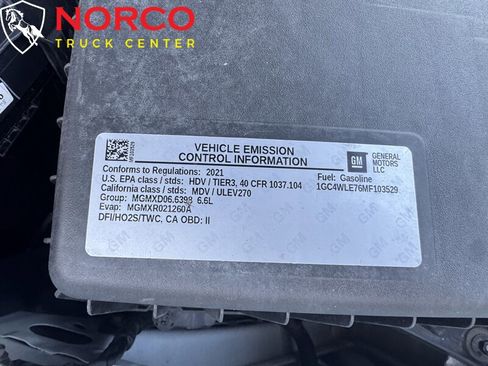 NORCO
TRUCK CENTER
MF103529
VEHICLE EMISSION
CONTROL INFORMATION
GM
GENERAL
MOTORS
LLC
Conforms to Regulations: 2021
Fuel: Gasoline
U.S. EPA class / stds: HDV / TIER3, 40 CFR 1037.104
1GC4WLE76MF103529
California class / stds: MDV / ULEV270
Group: MGMXD06.6398 6.6L
Evap: MGMXR021260A
DFI/HO2S/TWC, CA OBD: II